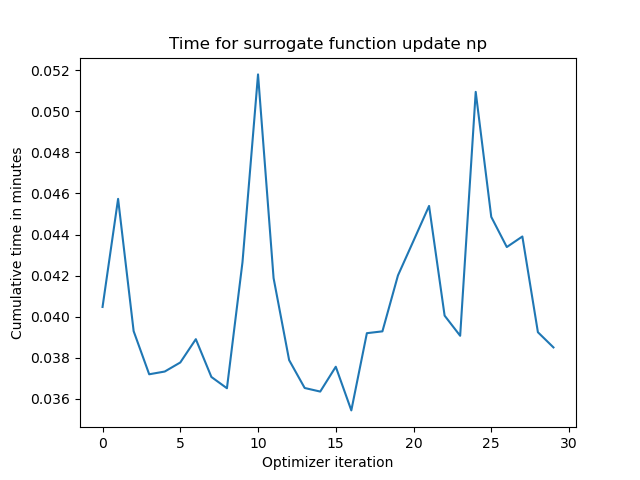 Time for surrogate function update np
0.052
0.050
0.048
0.046
0.044
0.042
0.040
0.038
0.036
Cumulative time in minutes
0 5 10 15 20 25 30
Optimizer iteration